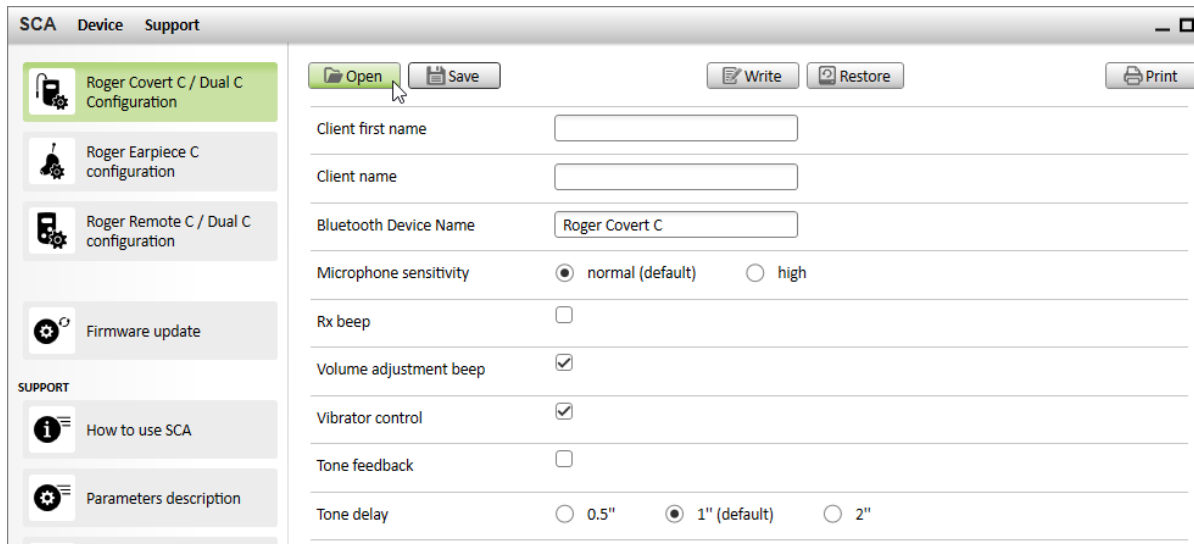 SCA Device Support
Roger Covert C / Dual C
Configuration
Roger Earpiece C
configuration
Roger Remote C / Dual C
configuration
Firmware update
SUPPORT
How to use SCA
Parameters description
Open Save Write Restore Print
Client first name
Client name
Bluetooth Device Name Roger Covert C
Microphone sensitivity normal (default) high
Rx beep
Volume adjustment beep
Vibrator control
Tone feedback
Tone delay 0.5" 1" (default) 2"